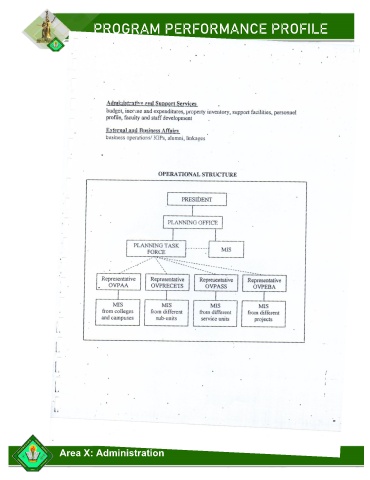 PROGRAM PERFORMANCE PROFILE
Administrative and Support Services
budget, income and expenditures, property inventory, support facilities, personnel
profile, faculty and staff development
External and Business Affairs
business operations/ IGPs, alumni, linkages
OPERATIONAL STRUCTURE
PRESIDENT
PLANNING OFFICE
PLANNING TASK
FORCE
MIS
Representative
OVPAA
Representative
OVPRECETS
Representative
OVPASS
Representative
OVPEBA
MIS
from colleges
and campuses
MIS
from different
sub-units
MIS
from different
service units
MIS
from different
projects
Area X: Administration